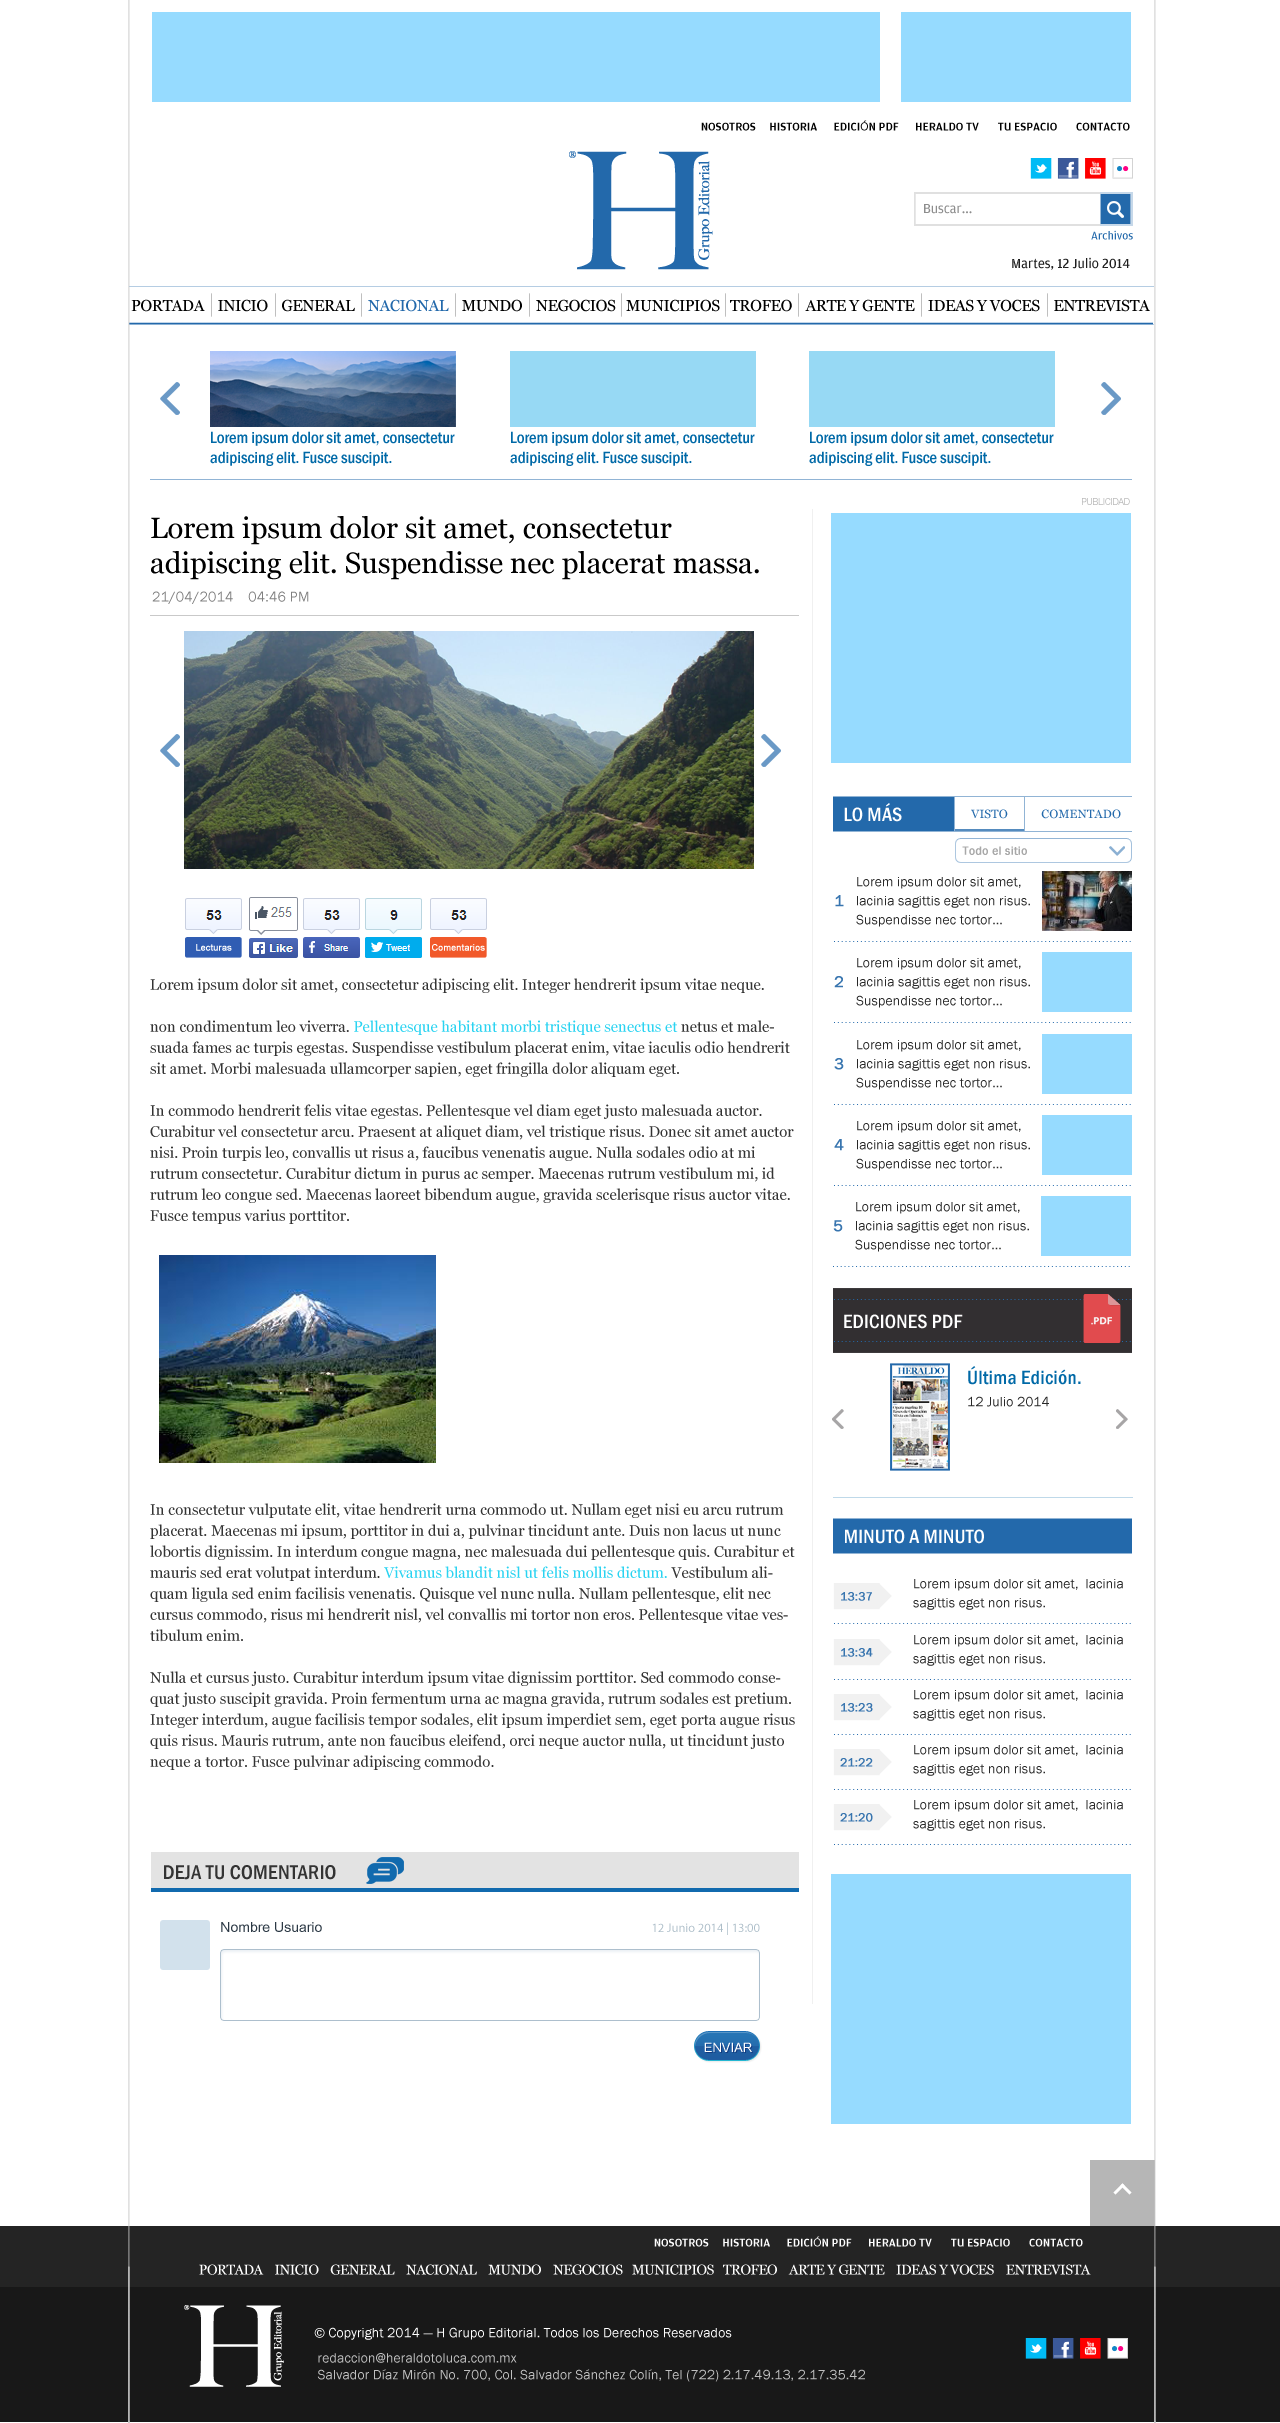 NOSOTROS HISTORIA EDICIÓN PDF HERALDO TV TU ESPACIO CONTACTO
® H Grupo Editorial
Buscar...
Archivos
Martes, 12 Julio 2014
PORTADA INICIO GENERAL NACIONAL MUNDO NEGOCIOS MUNICIPIOS TROFEO ARTE Y GENTE IDEAS Y VOCES ENTREVISTA
Lorem ipsum dolor sit amet, consectetur
adipiscing elit. Fusce suscipit.
Lorem ipsum dolor sit amet, consectetur
adipiscing elit. Fusce suscipit.
Lorem ipsum dolor sit amet, consectetur
adipiscing elit. Fusce suscipit.
Lorem ipsum dolor sit amet, consectetur
adipiscing elit. Suspendisse nec placerat massa.
21/04/2014 04:46 PM
53 255 53 9 53
Lecturas Like Share Tweet Comentarios
Lorem ipsum dolor sit amet, consectetur adipiscing elit. Integer hendrerit ipsum vitae neque.
non condimentum leo viverra. Pellentesque habitant morbi tristique senectus et netus et male-
suada fames ac turpis egestas. Suspendisse vestibulum placerat enim, vitae iaculis odio hendrerit
sit amet. Morbi malesuada ullamcorper sapien, eget fringilla dolor aliquam eget.
In commodo hendrerit felis vitae egestas. Pellentesque vel diam eget justo malesuada auctor.
Curabitur vel consectetur arcu. Praesent at aliquet diam, vel tristique risus. Donec sit amet auctor
nisi. Proin turpis leo, convallis ut risus a, faucibus venenatis augue. Nulla sodales odio at mi
rutrum consectetur. Curabitur dictum in purus ac semper. Maecenas rutrum vestibulum mi, id
rutrum leo congue sed. Maecenas laoreet bibendum augue, gravida scelerisque risus auctor vitae.
Fusce tempus varius porttitor.
In consectetur vulputate elit, vitae hendrerit urna commodo ut. Nullam eget nisi eu arcu rutrum
placerat. Maecenas mi ipsum, porttitor in dui a, pulvinar tincidunt ante. Duis non lacus ut nunc
lobortis dignissim. In interdum congue magna, nec malesuada dui pellentesque quis. Curabitur et
mauris sed erat volutpat interdum. Vivamus blandit nisl ut felis mollis dictum. Vestibulum ali-
quam ligula sed enim facilisis venenatis. Quisque vel nunc nulla. Nullam pellentesque, elit nec
cursus commodo, risus mi hendrerit nisl, vel convallis mi tortor non eros. Pellentesque vitae ves-
tibulum enim.
Nulla et cursus justo. Curabitur interdum ipsum vitae dignissim porttitor. Sed commodo conse-
quat justo suscipit gravida. Proin fermentum urna ac magna gravida, rutrum sodales est pretium.
Integer interdum, augue facilisis tempor sodales, elit ipsum imperdiet sem, eget porta augue risus
quis risus. Mauris rutrum, ante non faucibus eleifend, orci neque auctor nulla, ut tincidunt justo
neque a tortor. Fusce pulvinar adipiscing commodo.
DEJA TU COMENTARIO
Nombre Usuario 12 Junio 2014 | 13:00
ENVIAR
PUBLICIDAD
LO MÁS VISTO COMENTADO
Todo el sitio
1 Lorem ipsum dolor sit amet,
lacinia sagittis eget non risus.
Suspendisse nec tortor...
2 Lorem ipsum dolor sit amet,
lacinia sagittis eget non risus.
Suspendisse nec tortor...
3 Lorem ipsum dolor sit amet,
lacinia sagittis eget non risus.
Suspendisse nec tortor...
4 Lorem ipsum dolor sit amet,
lacinia sagittis eget non risus.
Suspendisse nec tortor...
5 Lorem ipsum dolor sit amet,
lacinia sagittis eget non risus.
Suspendisse nec tortor...
EDICIONES PDF .PDF
HERALDO
Última Edición.
12 Julio 2014
MINUTO A MINUTO
13:37 Lorem ipsum dolor sit amet, lacinia
sagittis eget non risus.
13:34 Lorem ipsum dolor sit amet, lacinia
sagittis eget non risus.
13:23 Lorem ipsum dolor sit amet, lacinia
sagittis eget non risus.
21:22 Lorem ipsum dolor sit amet, lacinia
sagittis eget non risus.
21:20 Lorem ipsum dolor sit amet, lacinia
sagittis eget non risus.
NOSOTROS HISTORIA EDICIÓN PDF HERALDO TV TU ESPACIO CONTACTO
PORTADA INICIO GENERAL NACIONAL MUNDO NEGOCIOS MUNICIPIOS TROFEO ARTE Y GENTE IDEAS Y VOCES ENTREVISTA
® H Grupo Editorial
© Copyright 2014 — H Grupo Editorial. Todos los Derechos Reservados
redaccion@heraldotoluca.com.mx
Salvador Díaz Mirón No. 700, Col. Salvador Sánchez Colín, Tel (722) 2.17.49.13, 2.17.35.42